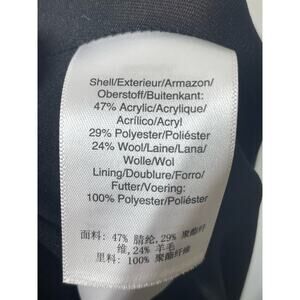 Shell/Exterieur/Armazon/
Oberstoff/Buitenkant:
47% Acrylic/Acrylique/
Acrílico/Acryl
29% Polyester/Poliéster
24% Wool/Laine/Lana/
Wolle/Wol
Lining/Doublure/Forro/
Futter/Voering:
100% Polyester/Poliéster
面料: 47% 腈纶,29% 聚酯纤
维,24% 羊毛
里料: 100% 聚酯纤维